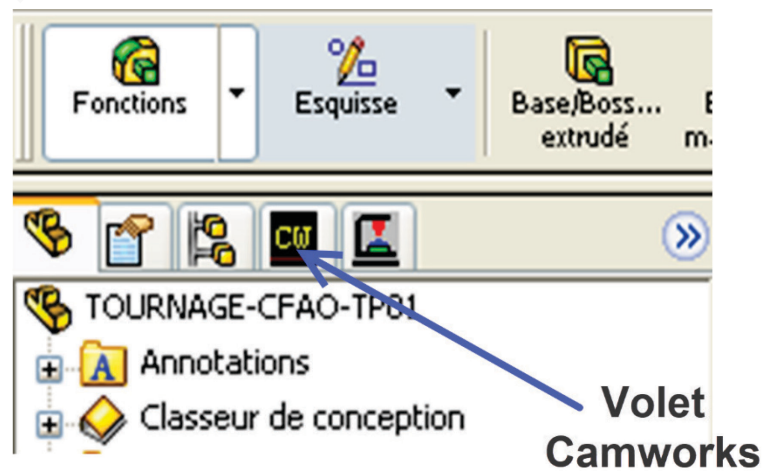 Fonctions
Esquisse
Base/Boss...
extrudé
CW
TOURNAGE-CFAO-TP01
A Annotations
Classeur de conception
Volet
Camworks